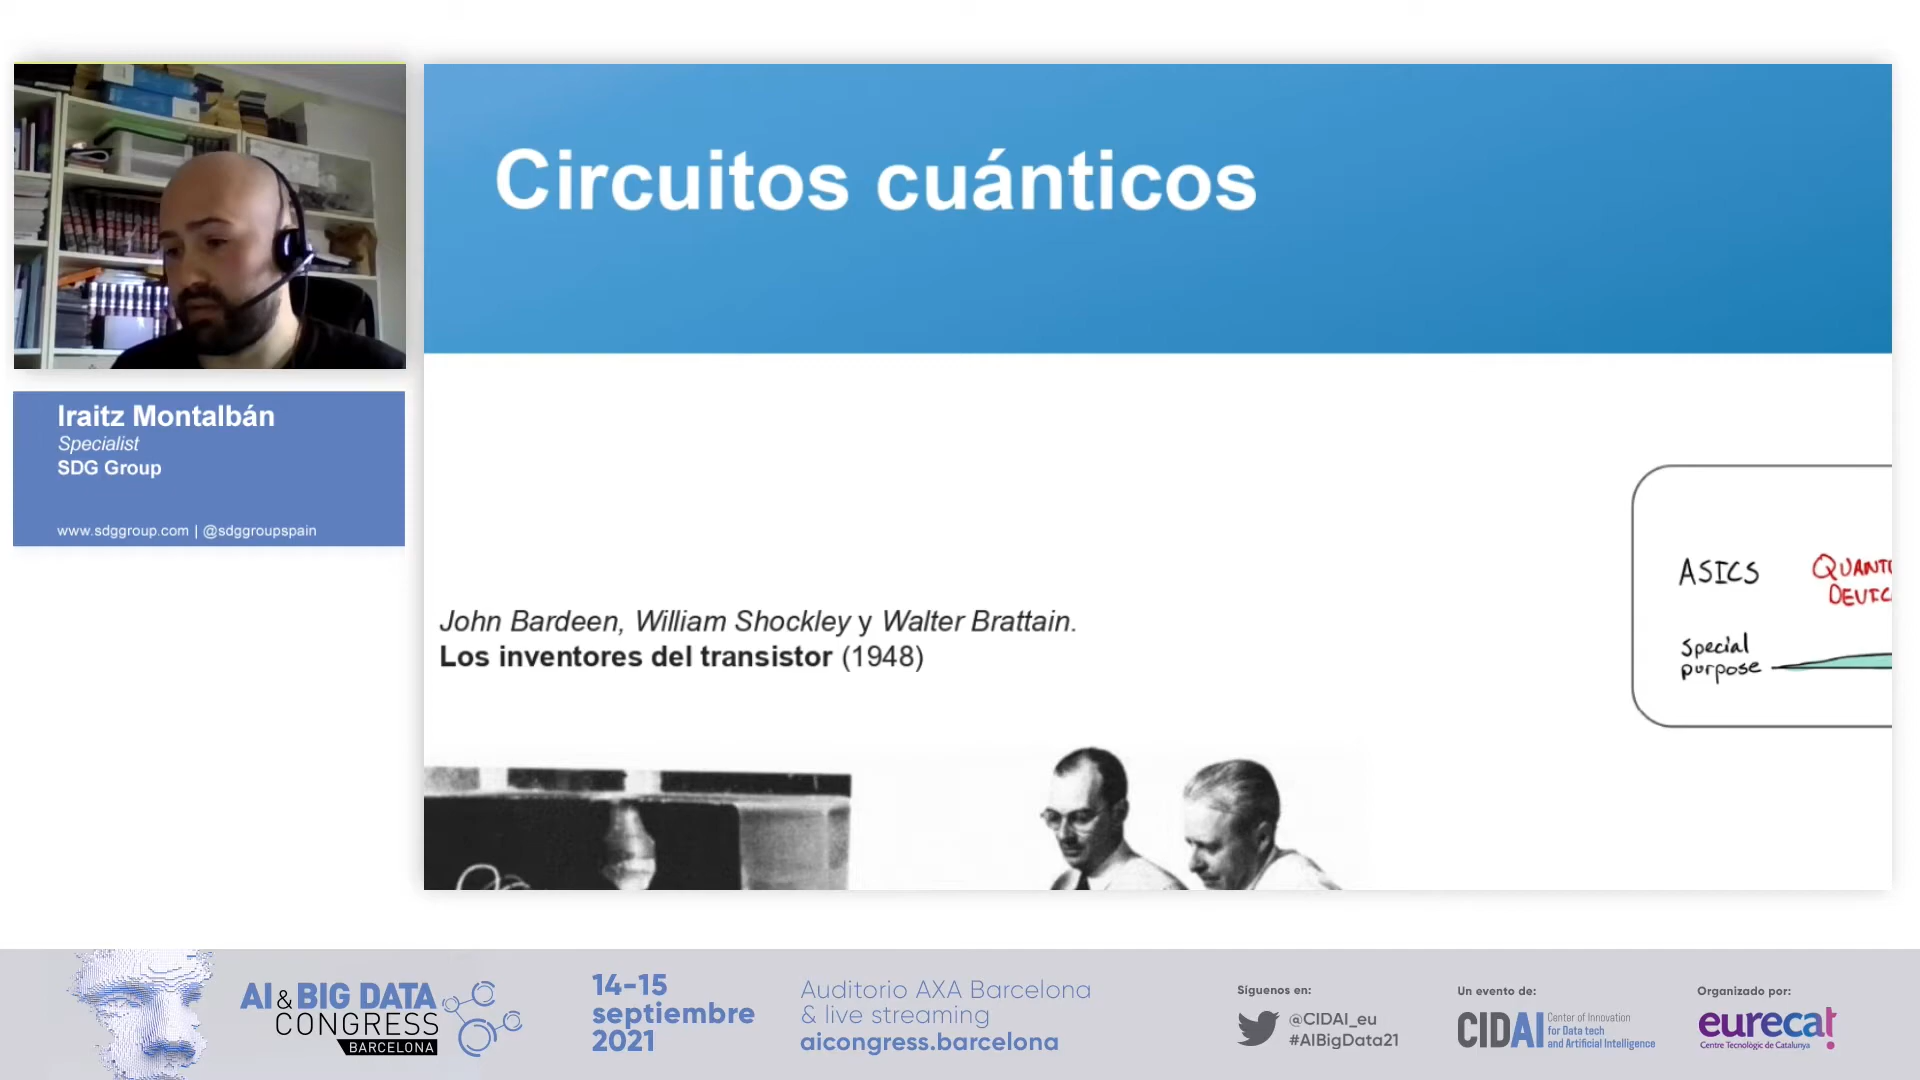 Circuitos cuánticos
Iraitz Montalbán
Specialist
SDG Group
www.sdggroup.com | @sdggroupspain
John Bardeen, William Shockley y Walter Brattain.
Los inventores del transistor (1948)
ASICS
Special
purpose
AI & BIG DATA
CONGRESS
BARCELONA
14-15
septiembre
2021
Auditorio AXA Barcelona
& live streaming
aicongress.barcelona
Síguenos en:
@CIDAI_eu
#AIBigData21
Un evento de:
CIDAI
Center of Innovation
for Data tech
and Artificial Intelligence
Organizado por:
eurecat
Centre Tecnològic de Catalunya